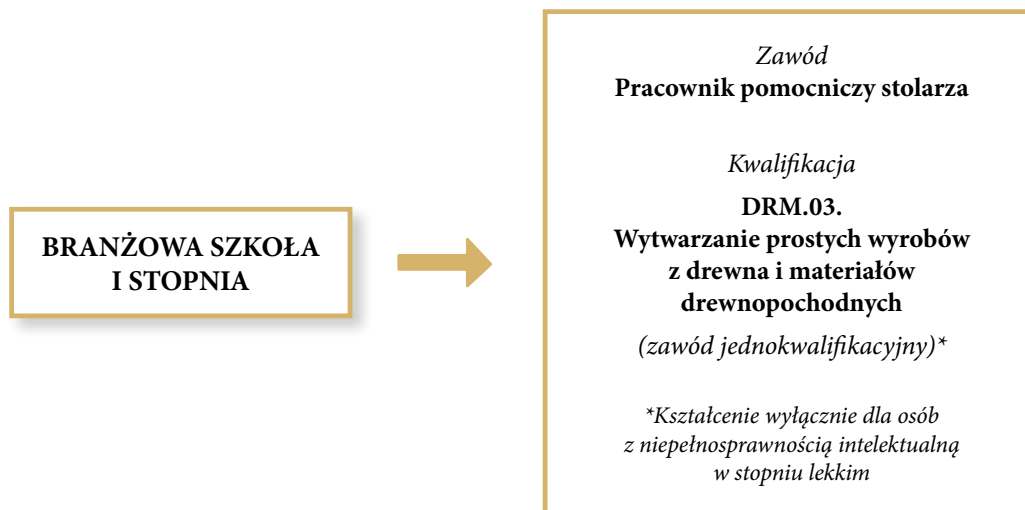 BRANŻOWA SZKOŁA
I STOPNIA
Zawód
Pracownik pomocniczy stolarza
Kwalifikacja
DRM.03.
Wytwarzanie prostych wyrobów
z drewna i materiałów
drewnopochodnych
(zawód jednokwalifikacyjny)*
*Kształcenie wyłącznie dla osób
z niepełnosprawnością intelektualną
w stopniu lekkim